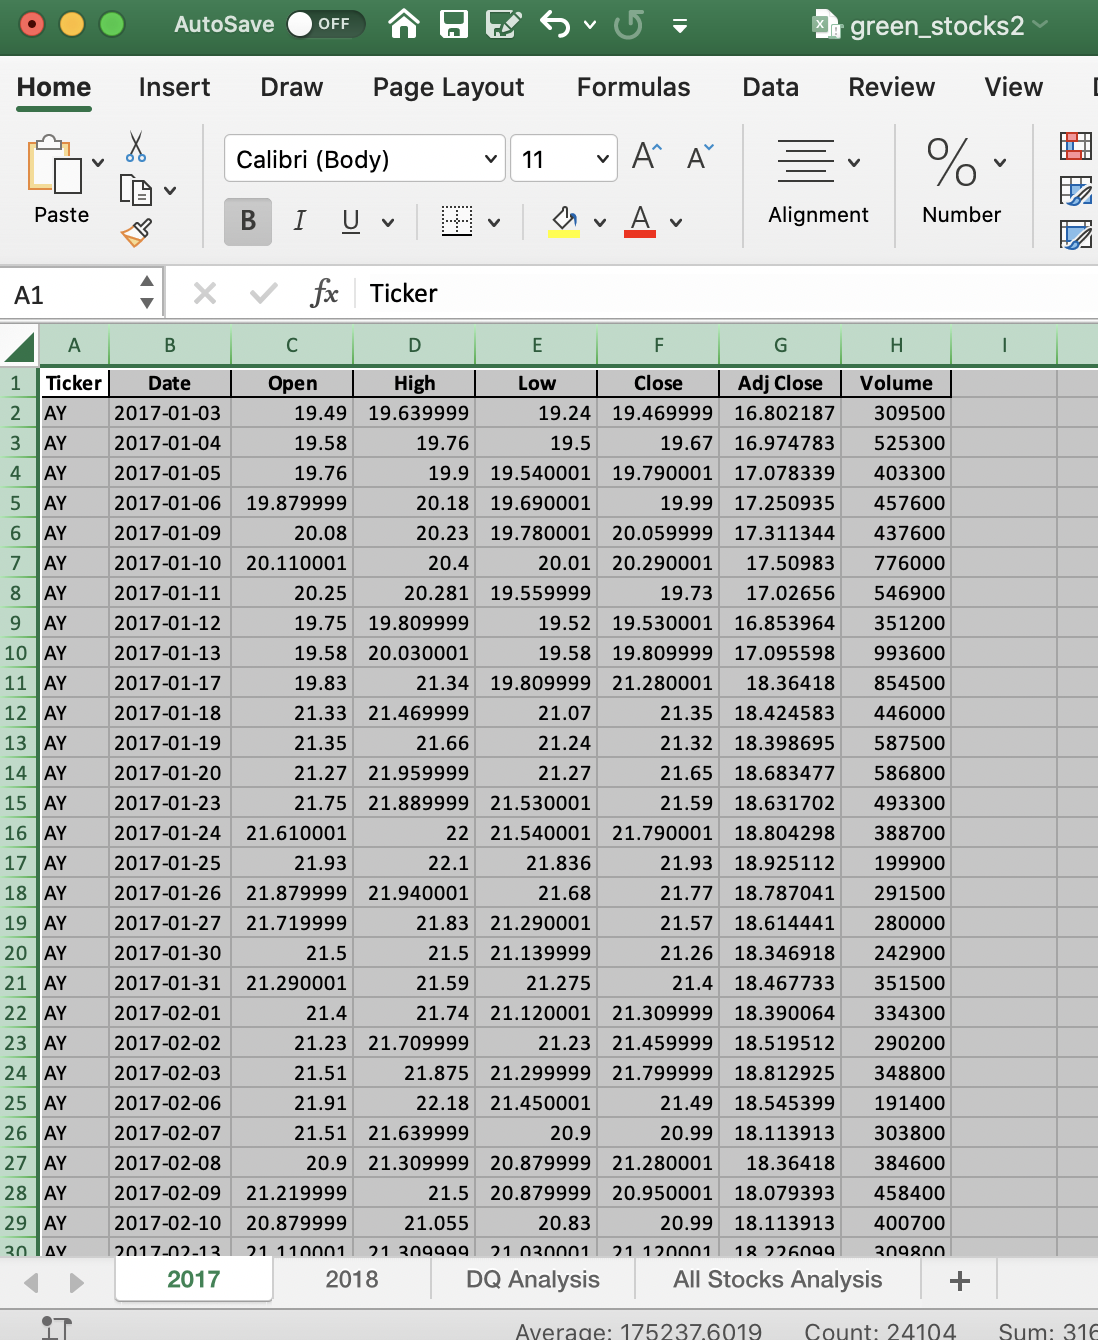 AutoSave OFF green_stocks2
Home Insert Draw Page Layout Formulas Data Review View
Calibri (Body) 11 A A
Paste B I U A Alignment % Number
A1 fx Ticker
A B C D E F G H I
1 Ticker Date Open High Low Close Adj Close Volume
2 AY 2017-01-03 19.49 19.639999 19.24 19.469999 16.802187 309500
3 AY 2017-01-04 19.58 19.76 19.5 19.67 16.974783 525300
4 AY 2017-01-05 19.76 19.9 19.540001 19.790001 17.078339 403300
5 AY 2017-01-06 19.879999 20.18 19.690001 19.99 17.250935 457600
6 AY 2017-01-09 20.08 20.23 19.780001 20.059999 17.311344 437600
7 AY 2017-01-10 20.110001 20.4 20.01 20.290001 17.50983 776000
8 AY 2017-01-11 20.25 20.281 19.559999 19.73 17.02656 546900
9 AY 2017-01-12 19.75 19.809999 19.52 19.530001 16.853964 351200
10 AY 2017-01-13 19.58 20.030001 19.58 19.809999 17.095598 993600
11 AY 2017-01-17 19.83 21.34 19.809999 21.280001 18.36418 854500
12 AY 2017-01-18 21.33 21.469999 21.07 21.35 18.424583 446000
13 AY 2017-01-19 21.35 21.66 21.24 21.32 18.398695 587500
14 AY 2017-01-20 21.27 21.959999 21.27 21.65 18.683477 586800
15 AY 2017-01-23 21.75 21.889999 21.530001 21.59 18.631702 493300
16 AY 2017-01-24 21.610001 22 21.540001 21.790001 18.804298 388700
17 AY 2017-01-25 21.93 22.1 21.836 21.93 18.925112 199900
18 AY 2017-01-26 21.879999 21.940001 21.68 21.77 18.787041 291500
19 AY 2017-01-27 21.719999 21.83 21.290001 21.57 18.614441 280000
20 AY 2017-01-30 21.5 21.5 21.139999 21.26 18.346918 242900
21 AY 2017-01-31 21.290001 21.59 21.275 21.4 18.467733 351500
22 AY 2017-02-01 21.4 21.74 21.120001 21.309999 18.390064 334300
23 AY 2017-02-02 21.23 21.709999 21.23 21.459999 18.519512 290200
24 AY 2017-02-03 21.51 21.875 21.299999 21.799999 18.812925 348800
25 AY 2017-02-06 21.91 22.18 21.450001 21.49 18.545399 191400
26 AY 2017-02-07 21.51 21.639999 20.9 20.99 18.113913 303800
27 AY 2017-02-08 20.9 21.309999 20.879999 21.280001 18.36418 384600
28 AY 2017-02-09 21.219999 21.5 20.879999 20.950001 18.079393 458400
29 AY 2017-02-10 20.879999 21.055 20.83 20.99 18.113913 400700
30 AY 2017-02-13 21.110001 21.309999 21.030001 21.120001 18.226099 309800
2017 2018 DQ Analysis All Stocks Analysis +
Average: 175237.6019 Count: 24104 Sum: 316